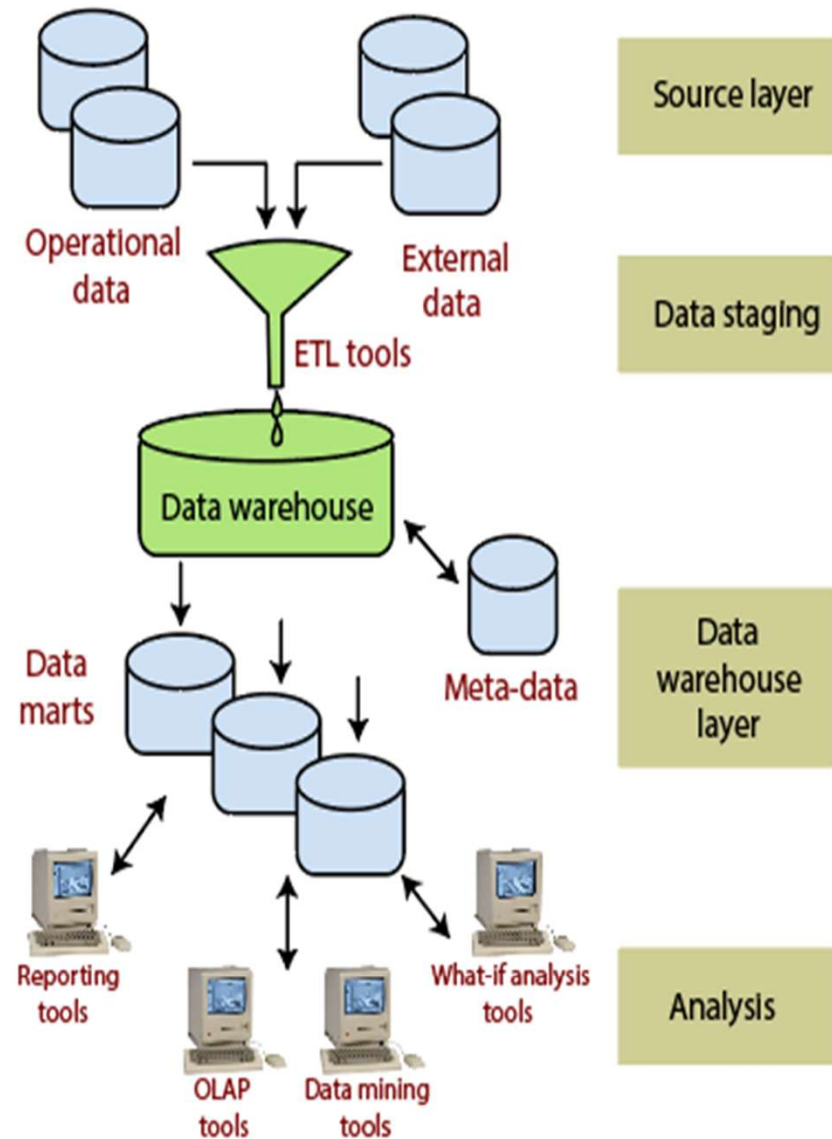 Source layer
Operational
data
External
data
Data staging
ETL tools
Data warehouse
Data
marts
Meta-data
Data
warehouse
layer
Reporting
tools
What-if analysis
tools
OLAP
tools
Data mining
tools
Analysis